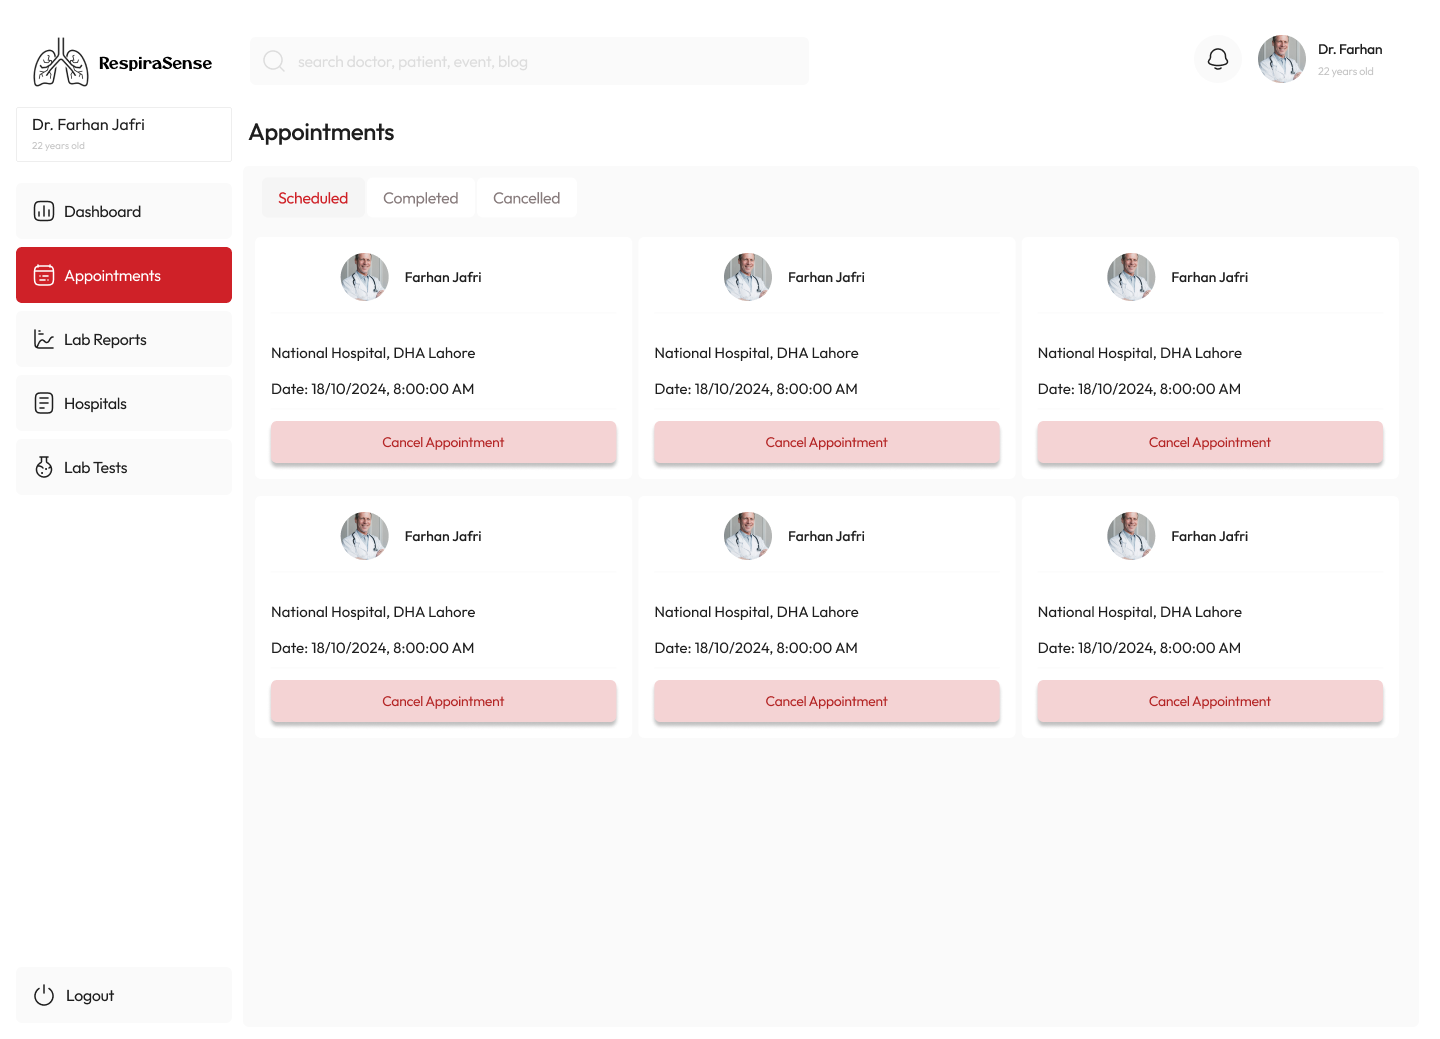 RespiraSense
search doctor, patient, event, blog
Dr. Farhan
22 years old
Dr. Farhan Jafri
22 years old
Dashboard
Appointments
Lab Reports
Hospitals
Lab Tests
Logout
Appointments
Scheduled
Completed
Cancelled
Farhan Jafri
National Hospital, DHA Lahore
Date: 18/10/2024, 8:00:00 AM
Cancel Appointment
Farhan Jafri
National Hospital, DHA Lahore
Date: 18/10/2024, 8:00:00 AM
Cancel Appointment
Farhan Jafri
National Hospital, DHA Lahore
Date: 18/10/2024, 8:00:00 AM
Cancel Appointment
Farhan Jafri
National Hospital, DHA Lahore
Date: 18/10/2024, 8:00:00 AM
Cancel Appointment
Farhan Jafri
National Hospital, DHA Lahore
Date: 18/10/2024, 8:00:00 AM
Cancel Appointment
Farhan Jafri
National Hospital, DHA Lahore
Date: 18/10/2024, 8:00:00 AM
Cancel Appointment